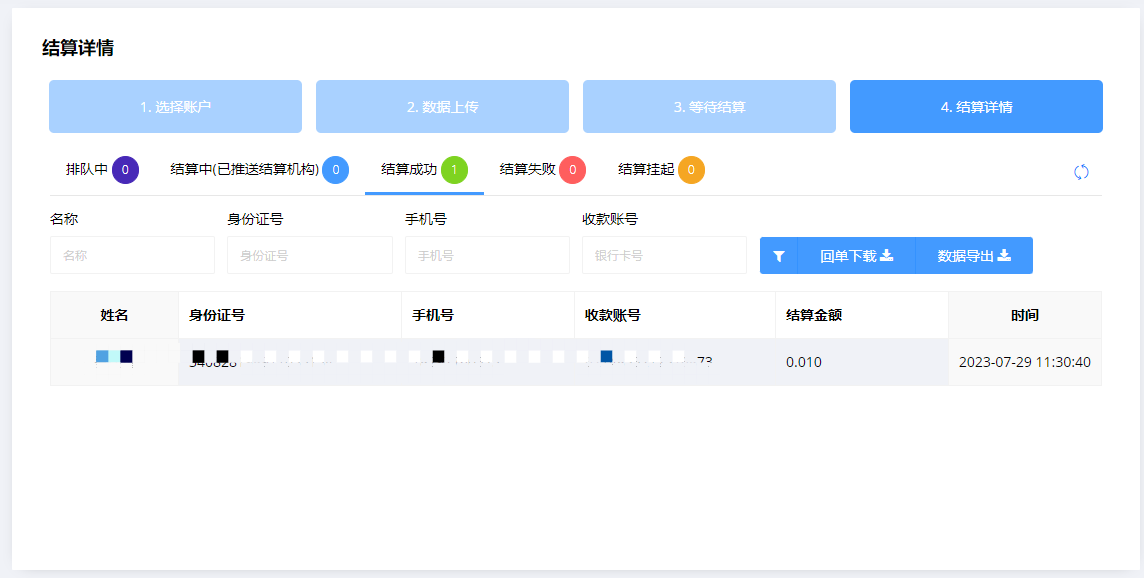 结算详情
1. 选择账户 2. 数据上传 3. 等待结算 4. 结算详情
排队中 0 结算中(已推送结算机构) 0 结算成功 1 结算失败 0 结算挂起 0
名称 身份证号 手机号 收款账号
名称 身份证号 手机号 银行卡号 回单下载 数据导出
姓名 身份证号 手机号 收款账号 结算金额 时间
73 0.010 2023-07-29 11:30:40